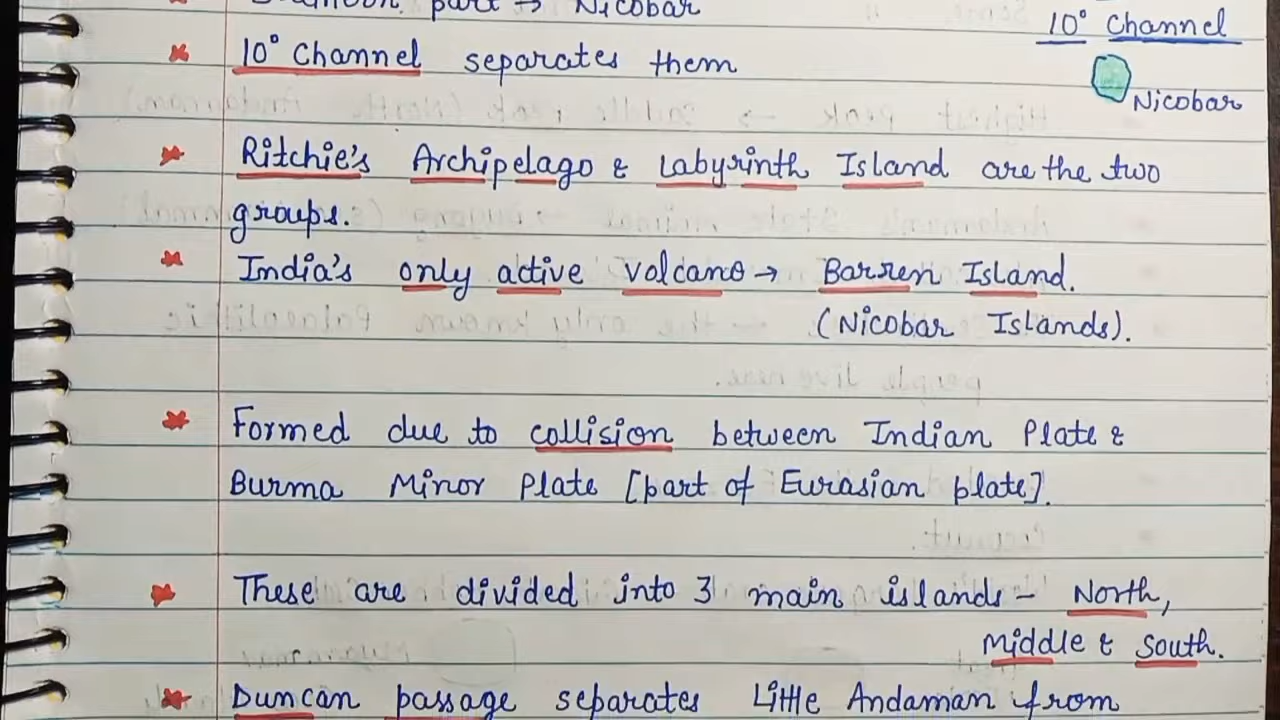 part → Nicobar
10° Channel
10° Channel separates them
Nicobar
Ritchie's Archipelago & Labyrinth Island are the two
groups.
India's only active volcano → Barren Island.
(Nicobar Islands).
Formed due to collision between Indian Plate &
Burma Minor Plate [part of Eurasian plate].
These are divided into 3 main islands - North,
Middle & South.
Duncan passage separates Little Andaman from